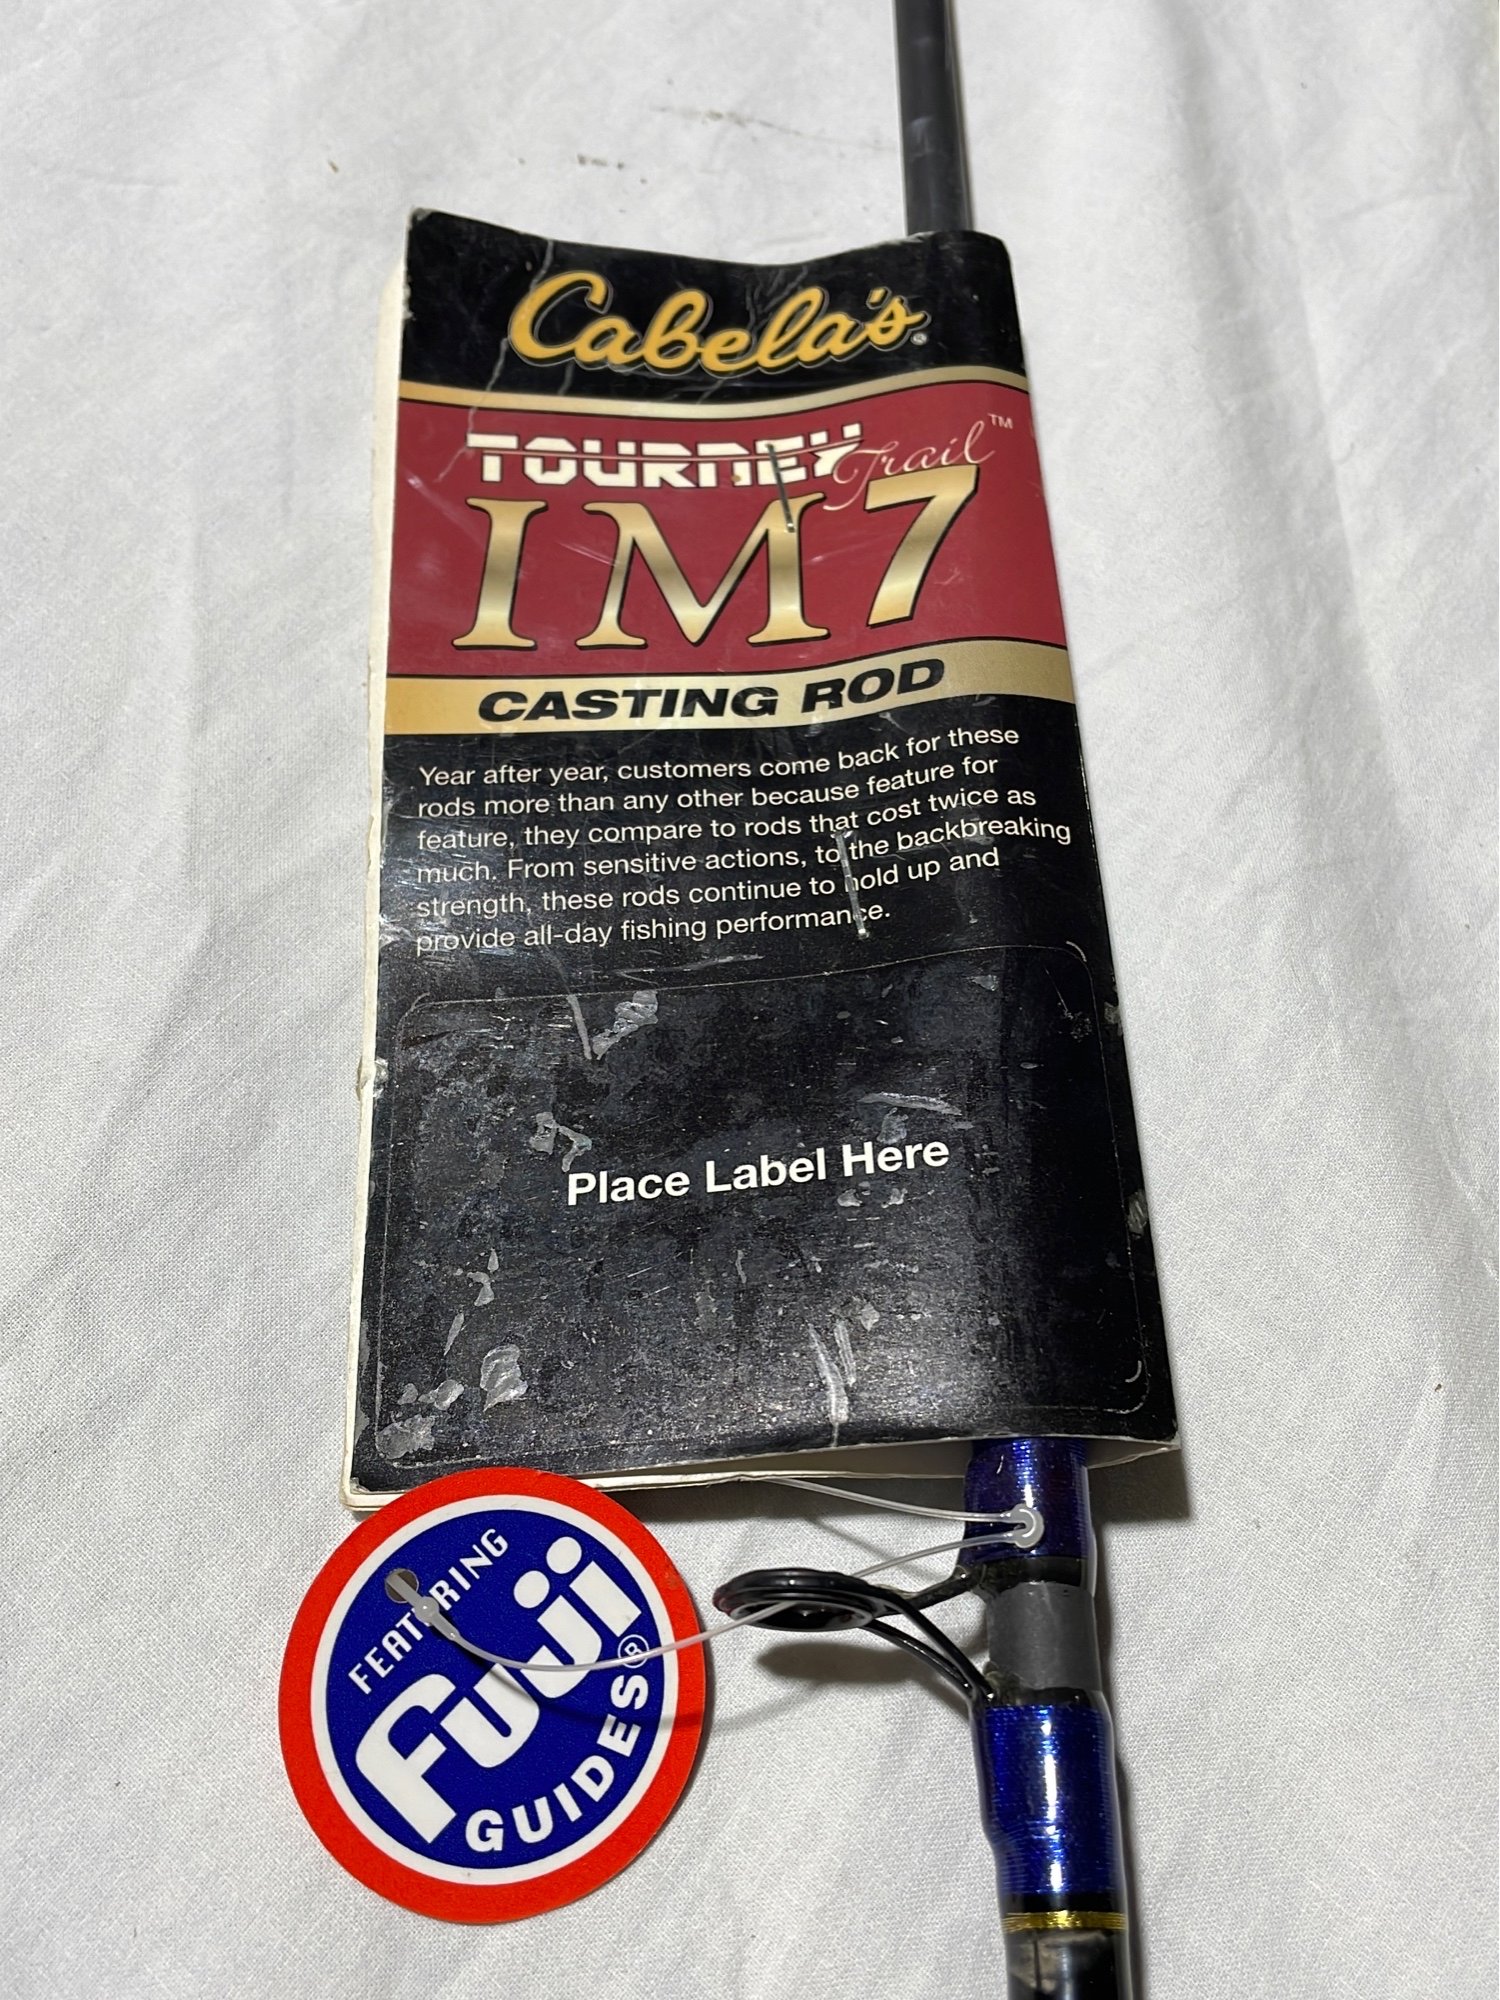 Cabela's®
TOURNEY Trail™
IM7
CASTING ROD
Year after year, customers come back for these
rods more than any other because feature for
feature, they compare to rods that cost twice as
much. From sensitive actions, to the backbreaking
strength, these rods continue to hold up and
provide all-day fishing performance.
Place Label Here
FEATURING
Fuji
GUIDES®